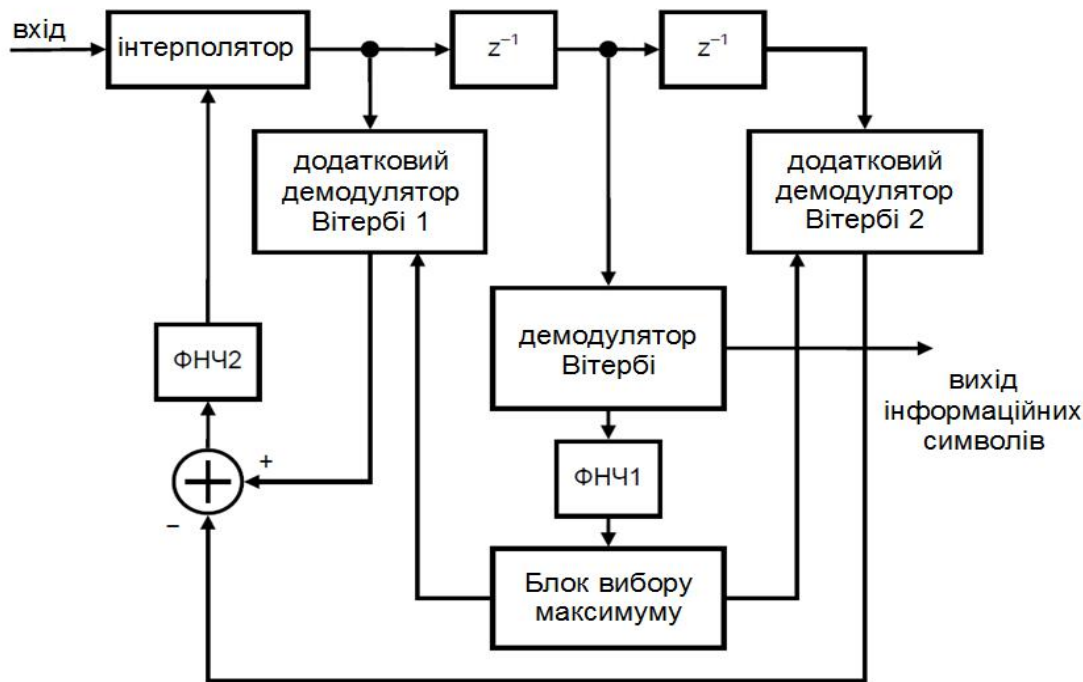 вхід
інтерполятор
z⁻¹
z⁻¹
додатковий
демодулятор
Вітербі 1
додатковий
демодулятор
Вітербі 2
демодулятор
Вітербі
ФНЧ2
вихід
інформаційних
символів
+
ФНЧ1
−
Блок вибору
максимуму